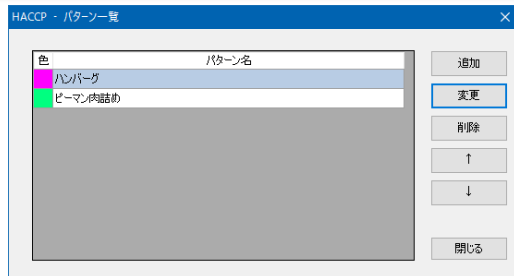 HACCP - パターン一覧
色 パターン名
ハンバーグ
ピーマン肉詰め
追加
変更
削除
↑
↓
閉じる